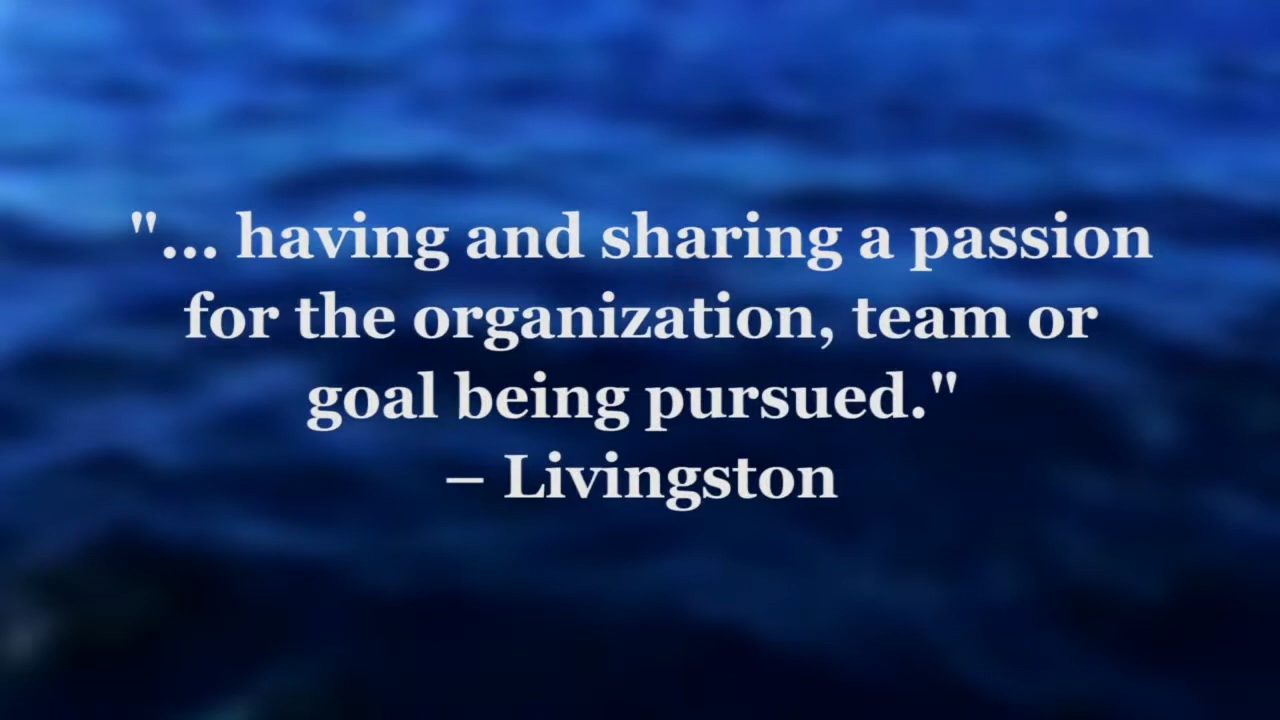 "... having and sharing a passion
for the organization, team or
goal being pursued."
– Livingston